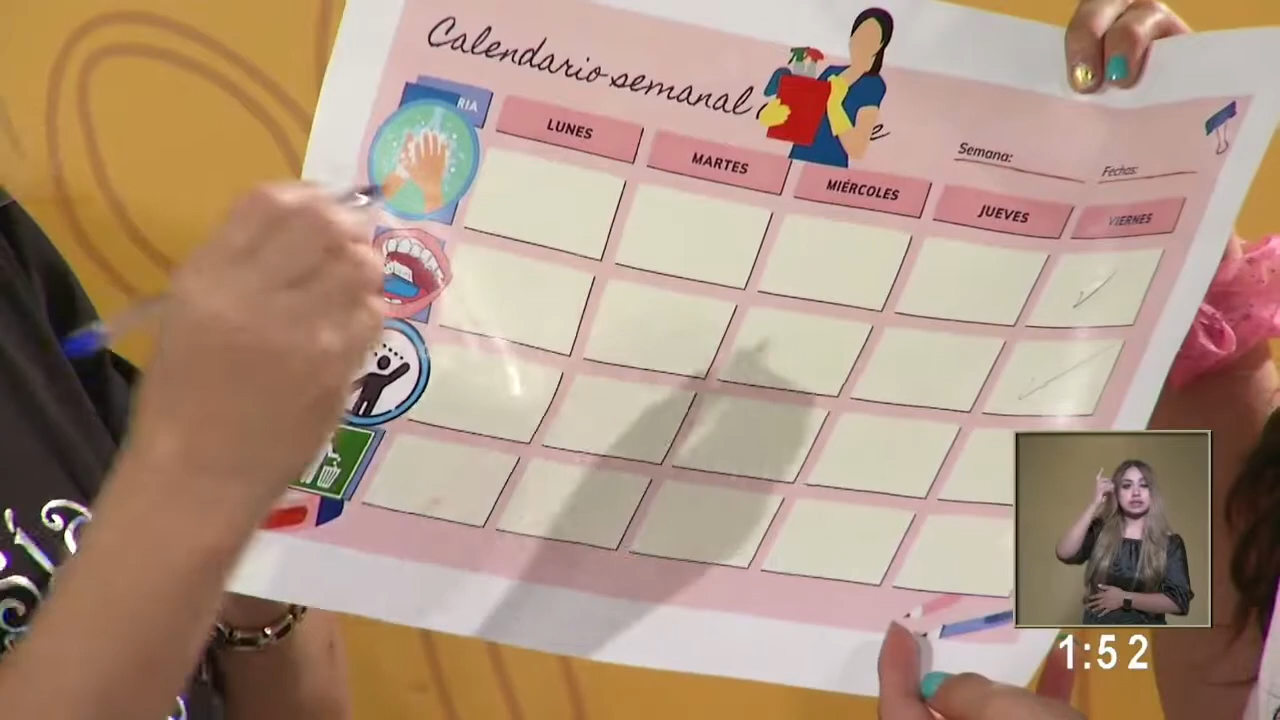 Calendario semanal
RIA
LUNES
MARTES
MIÉRCOLES
JUEVES
VIERNES
Semana:
Fechas:
1:52